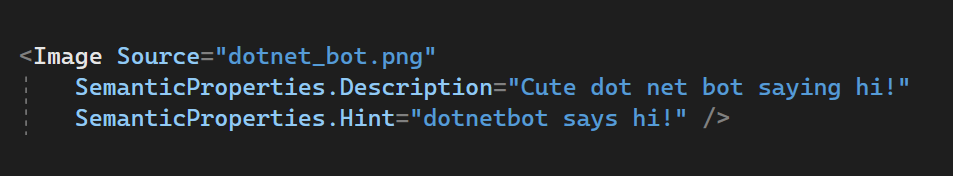 <Image Source="dotnet_bot.png"
SemanticProperties.Description="Cute dot net bot saying hi!"
SemanticProperties.Hint="dotnetbot says hi!" />